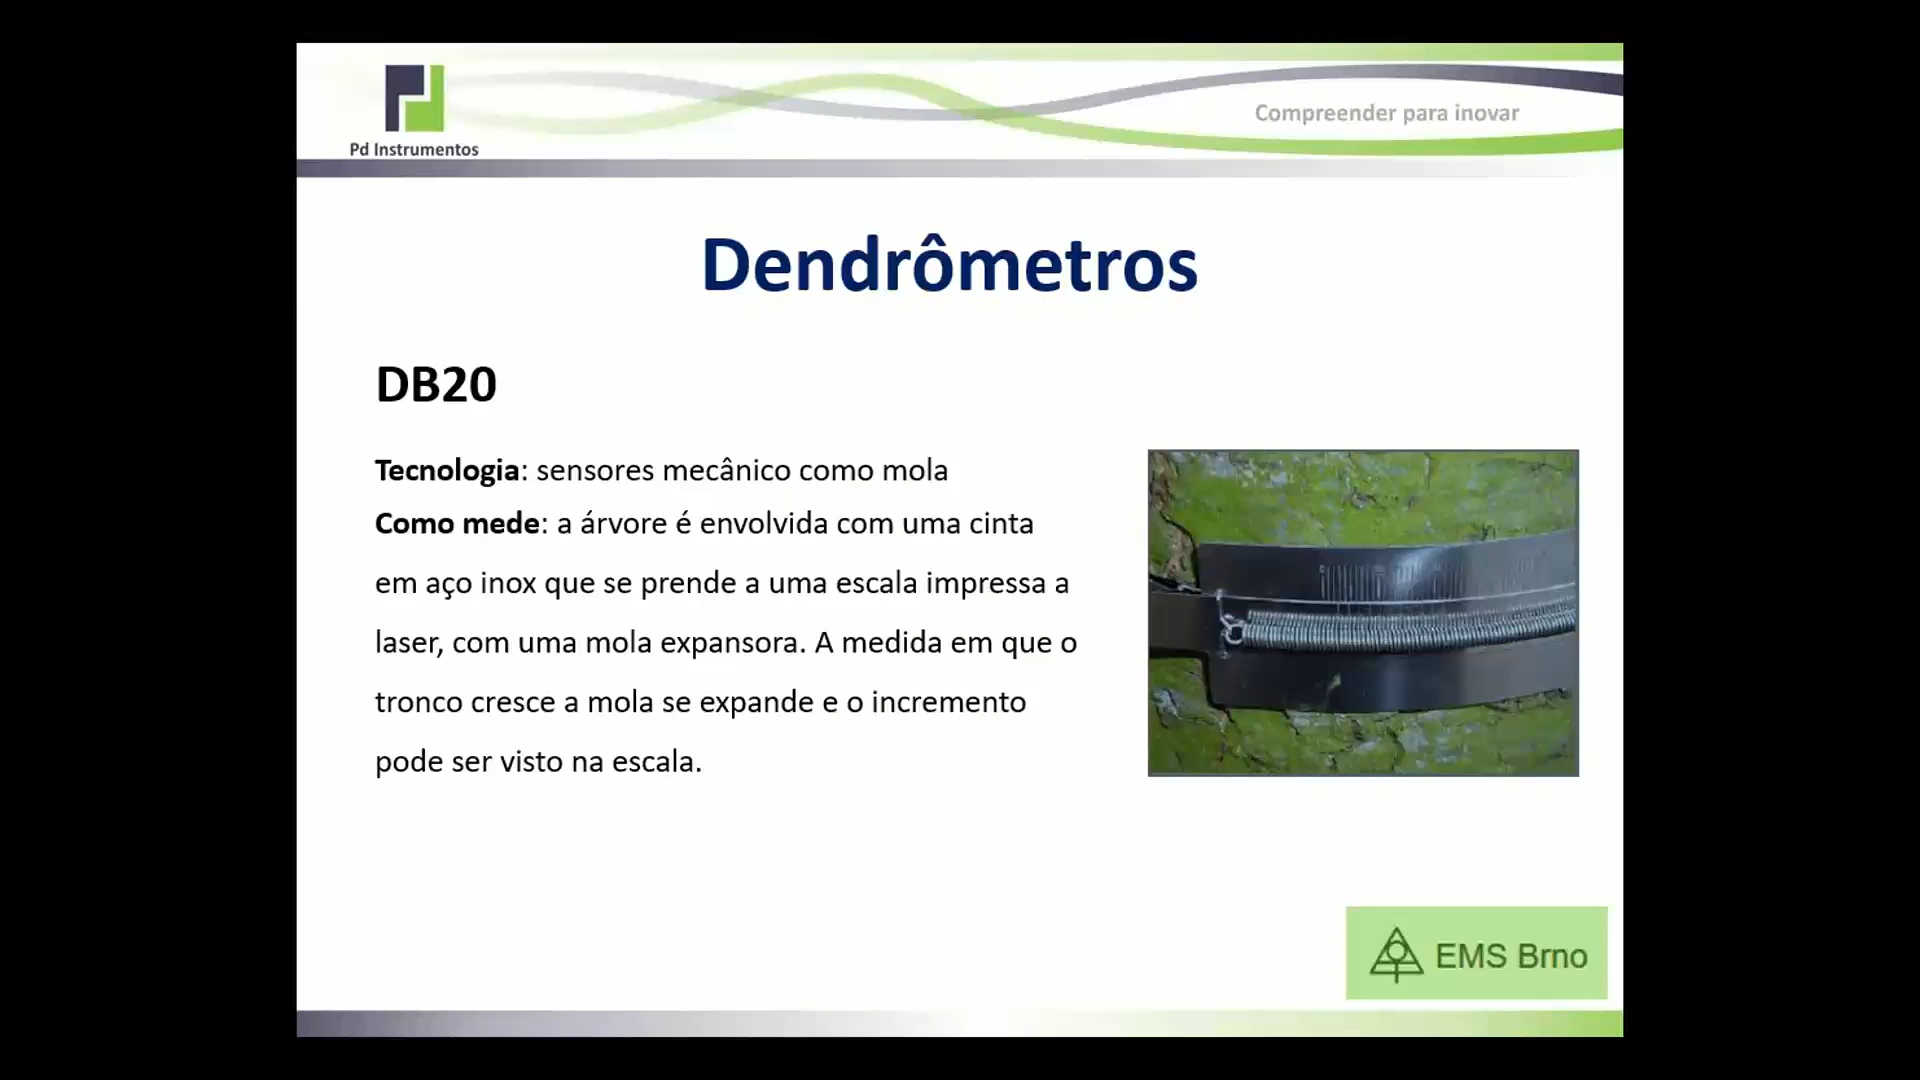 Pd Instrumentos
Compreender para inovar
Dendrômetros
DB20
Tecnologia: sensores mecânico como mola
Como mede: a árvore é envolvida com uma cinta
em aço inox que se prende a uma escala impressa a
laser, com uma mola expansora. A medida em que o
tronco cresce a mola se expande e o incremento
pode ser visto na escala.
EMS Brno